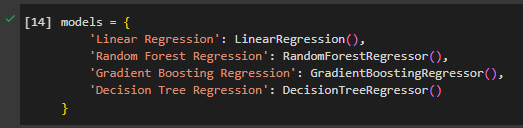 [14] models = {
'Linear Regression': LinearRegression(),
'Random Forest Regression': RandomForestRegressor(),
'Gradient Boosting Regression': GradientBoostingRegressor(),
'Decision Tree Regression': DecisionTreeRegressor()
}